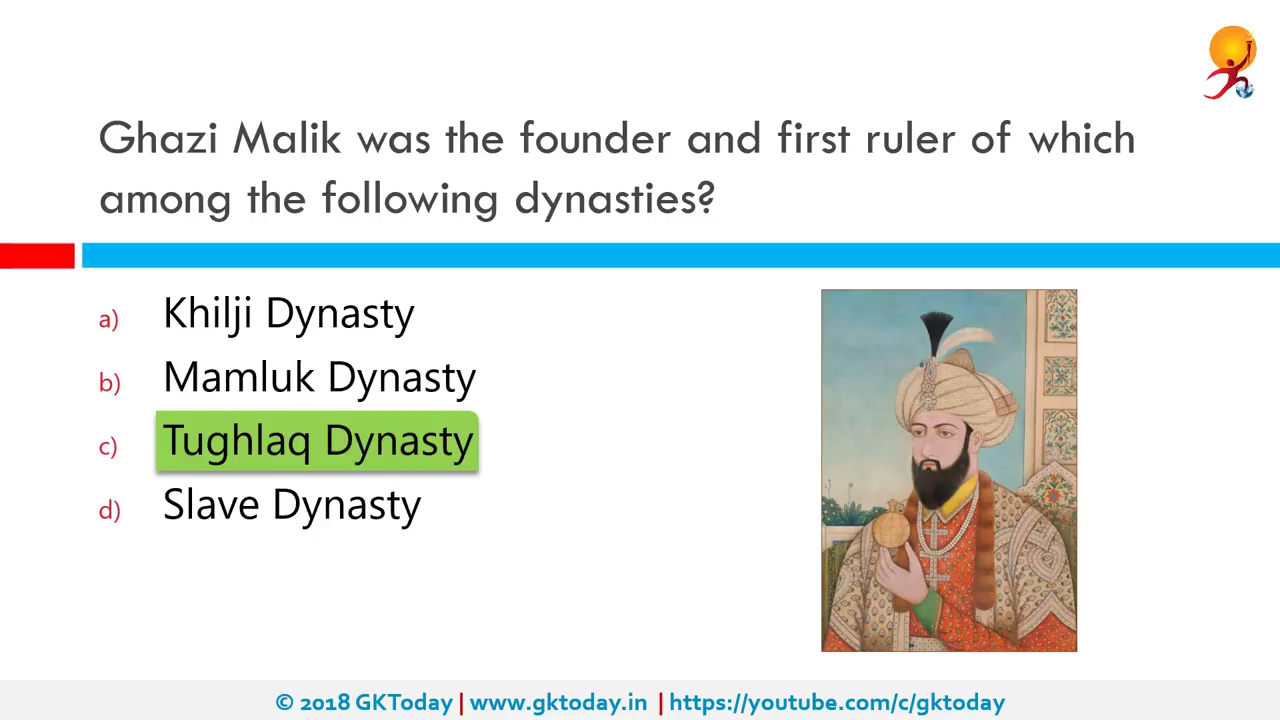 Ghazi Malik was the founder and first ruler of which
among the following dynasties?
a) Khilji Dynasty
b) Mamluk Dynasty
c) Tughlaq Dynasty
d) Slave Dynasty
© 2018 GKToday | www.gktoday.in | https://youtube.com/c/gktoday